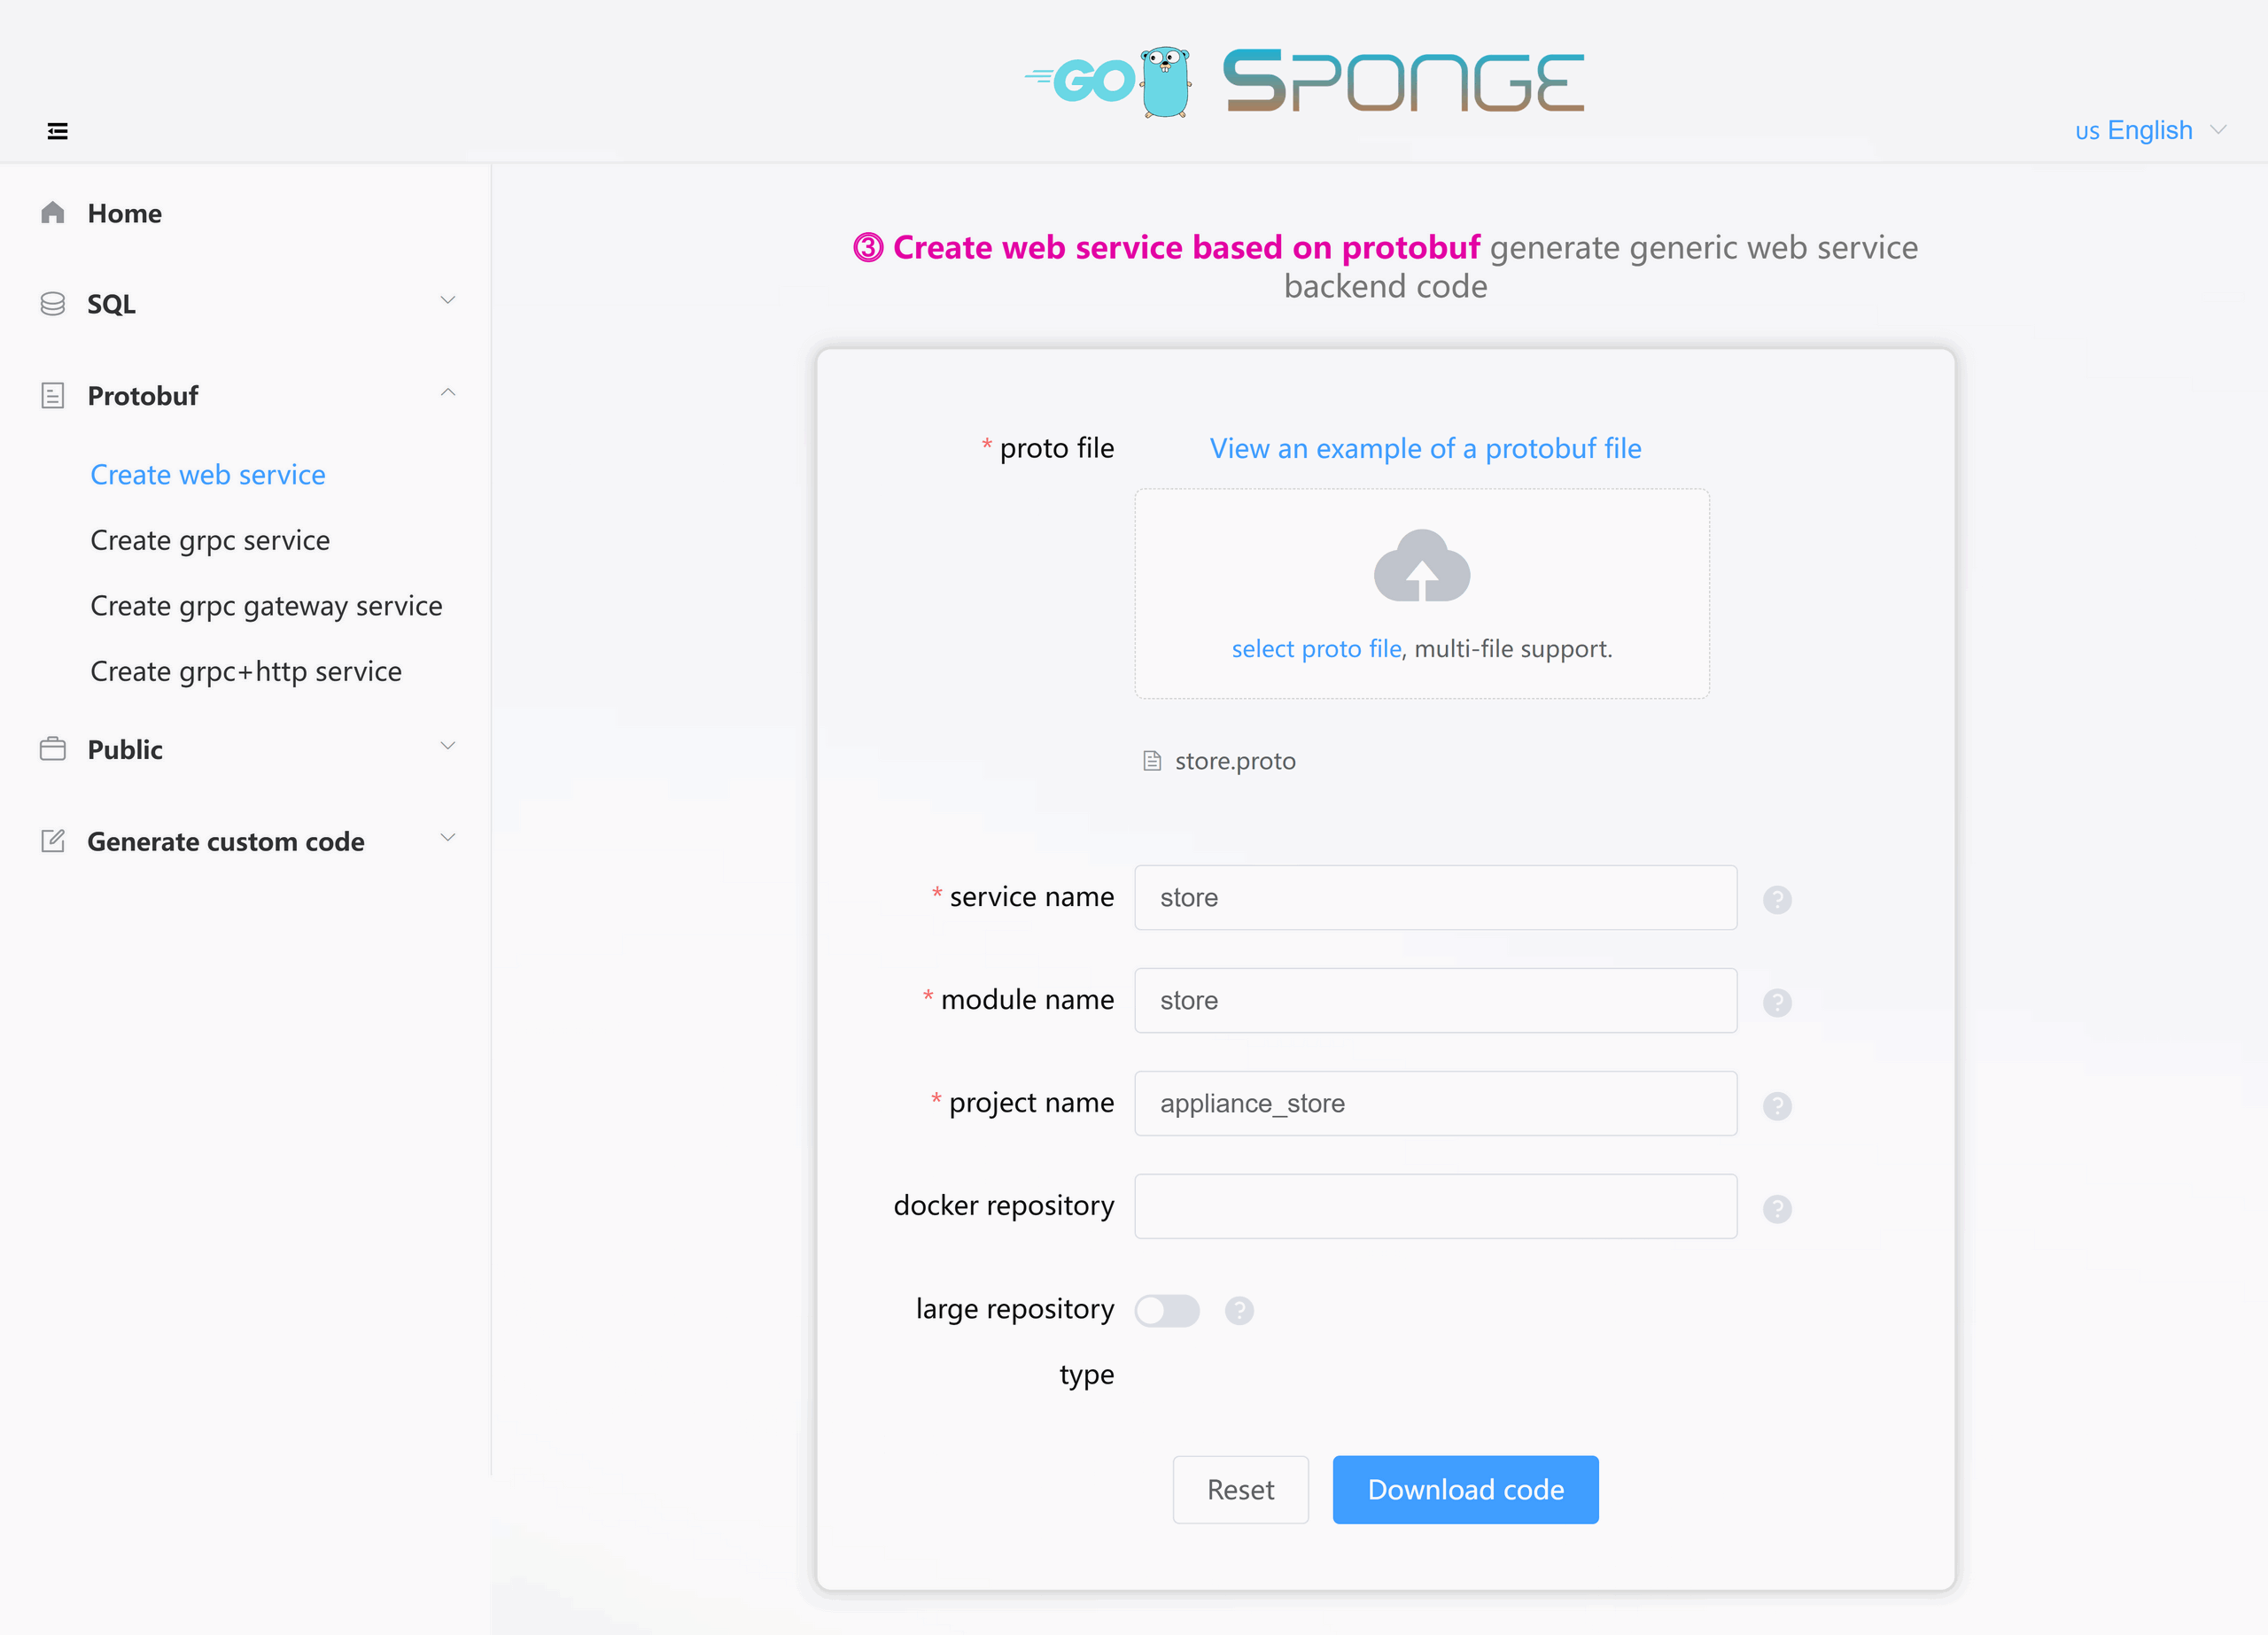 GO SPONGE
us English
Home
SQL
Protobuf
Create web service
Create grpc service
Create grpc gateway service
Create grpc+http service
Public
Generate custom code
③ Create web service based on protobuf generate generic web service
backend code
* proto file View an example of a protobuf file
select proto file, multi-file support.
store.proto
* service name store ?
* module name store ?
* project name appliance_store ?
docker repository ?
large repository ?
type
Reset Download code